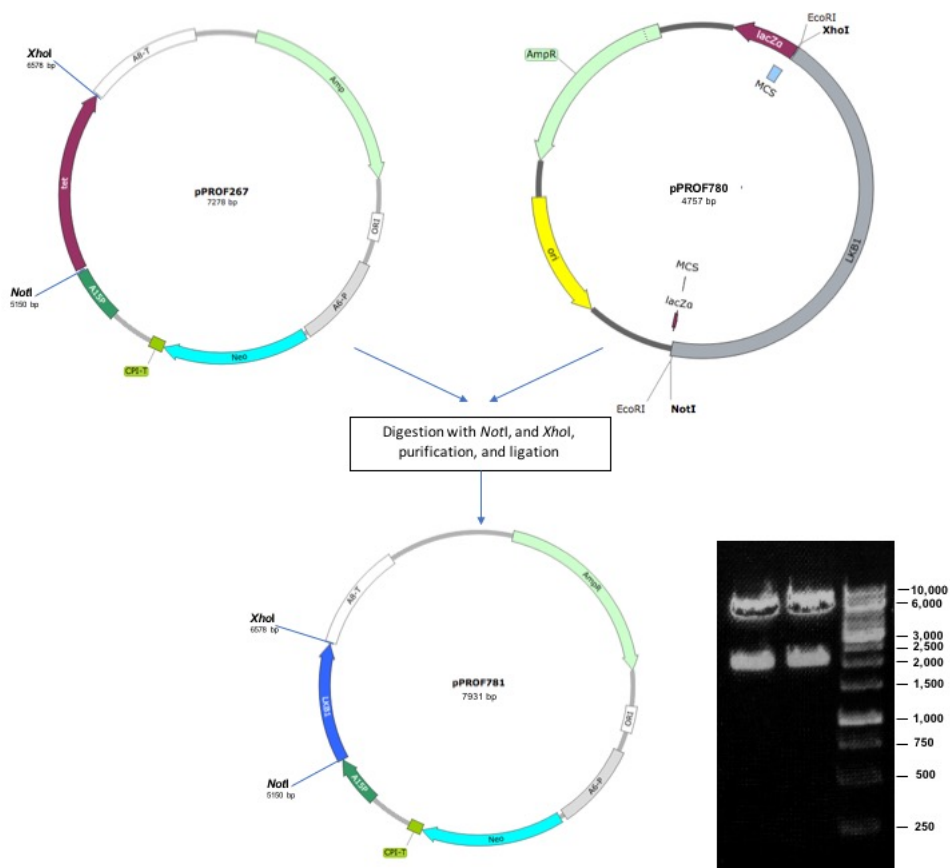 XhoI
6578 bp
A8-T
Amp
tet
pPROF267
7278 bp
ORI
NotI
5150 bp
A15P
A6-P
Neo
CPI-T
EcoRI
XhoI
lacZα
AmpR
MCS
pPROF780
4757 bp
LKB1
ori
MCS
lacZα
EcoRI
NotI
Digestion with NotI, and XhoI,
purification, and ligation
AmpR
A8-T
XhoI
6578 bp
LKB1
pPROF781
7931 bp
ORI
NotI
5150 bp
A15P
A6-P
Neo
CPI-T
10,000
6,000
3,000
2,500
2,000
1,500
1,000
750
500
250